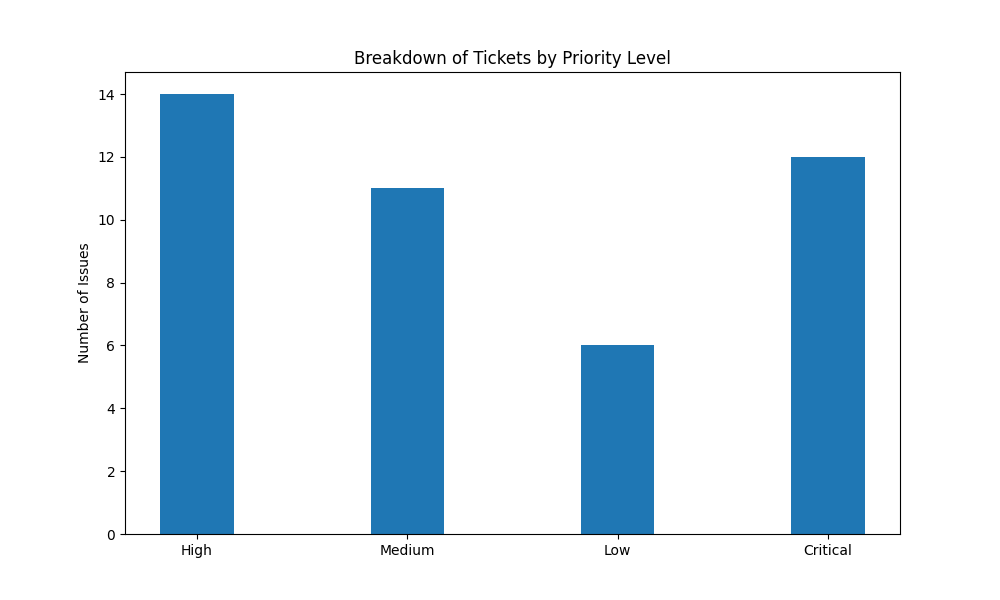 Breakdown of Tickets by Priority Level
Number of Issues
14
12
10
8
6
4
2
0
High
Medium
Low
Critical